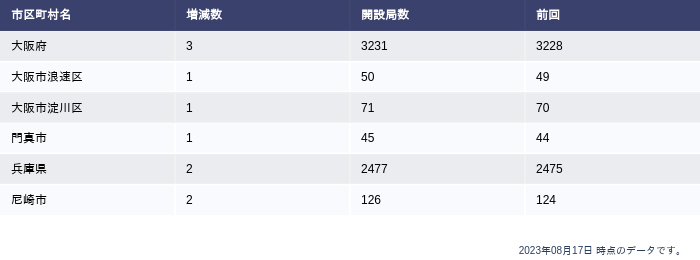 市区町村名 増減数 開設局数 前回
大阪府 3 3231 3228
大阪市浪速区 1 50 49
大阪市淀川区 1 71 70
門真市 1 45 44
兵庫県 2 2477 2475
尼崎市 2 126 124
2023年08月17日 時点のデータです。